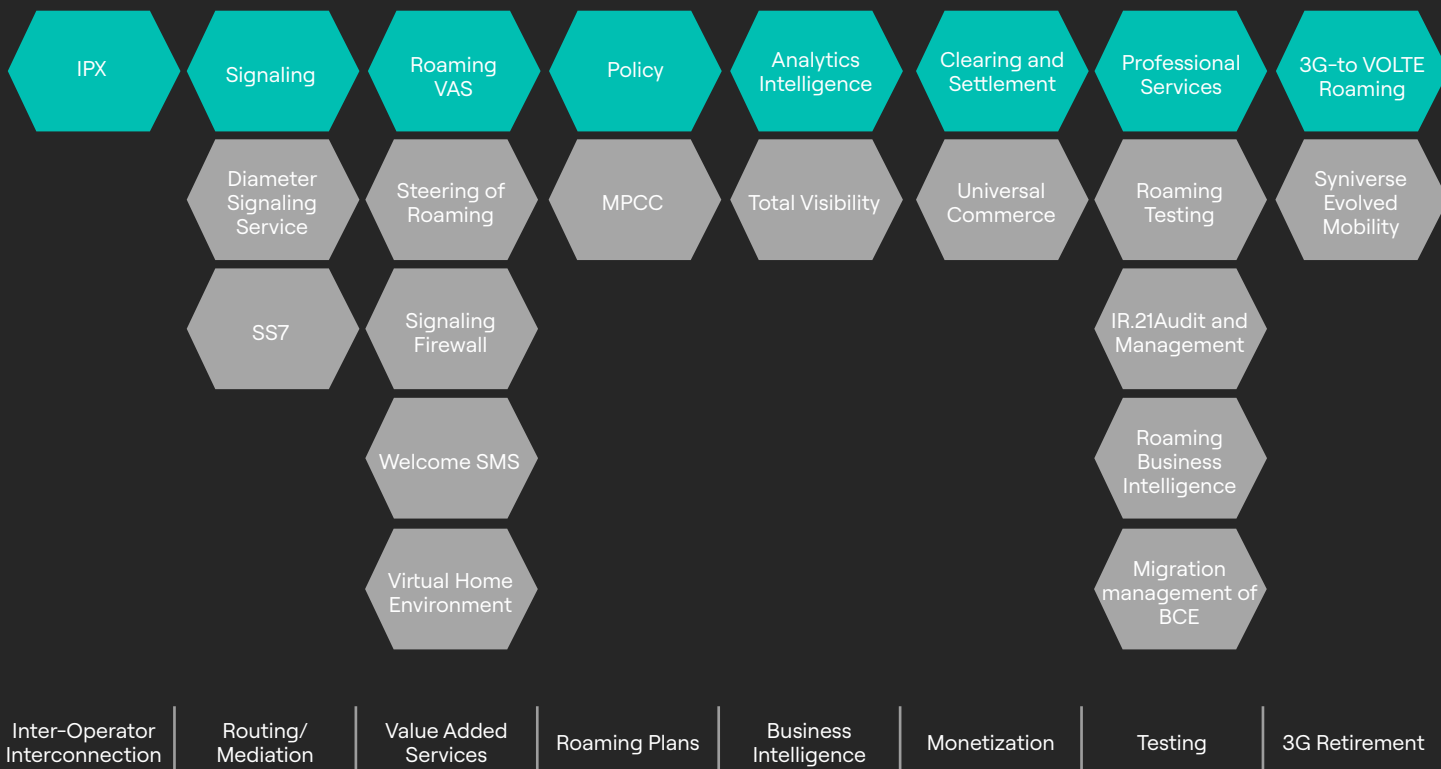 IPX
Signaling
Roaming
VAS
Policy
Analytics
Intelligence
Clearing and
Settlement
Professional
Services
3G-to VOLTE
Roaming
Diameter
Signaling
Service
Steering of
Roaming
MPCC
Total Visibility
Universal
Commerce
Roaming
Testing
Syniverse
Evolved
Mobility
SS7
Signaling
Firewall
IR.21Audit and
Management
Welcome SMS
Roaming
Business
Intelligence
Virtual Home
Environment
Migration
management of
BCE
Inter-Operator
Interconnection
Routing/
Mediation
Value Added
Services
Roaming Plans
Business
Intelligence
Monetization
Testing
3G Retirement